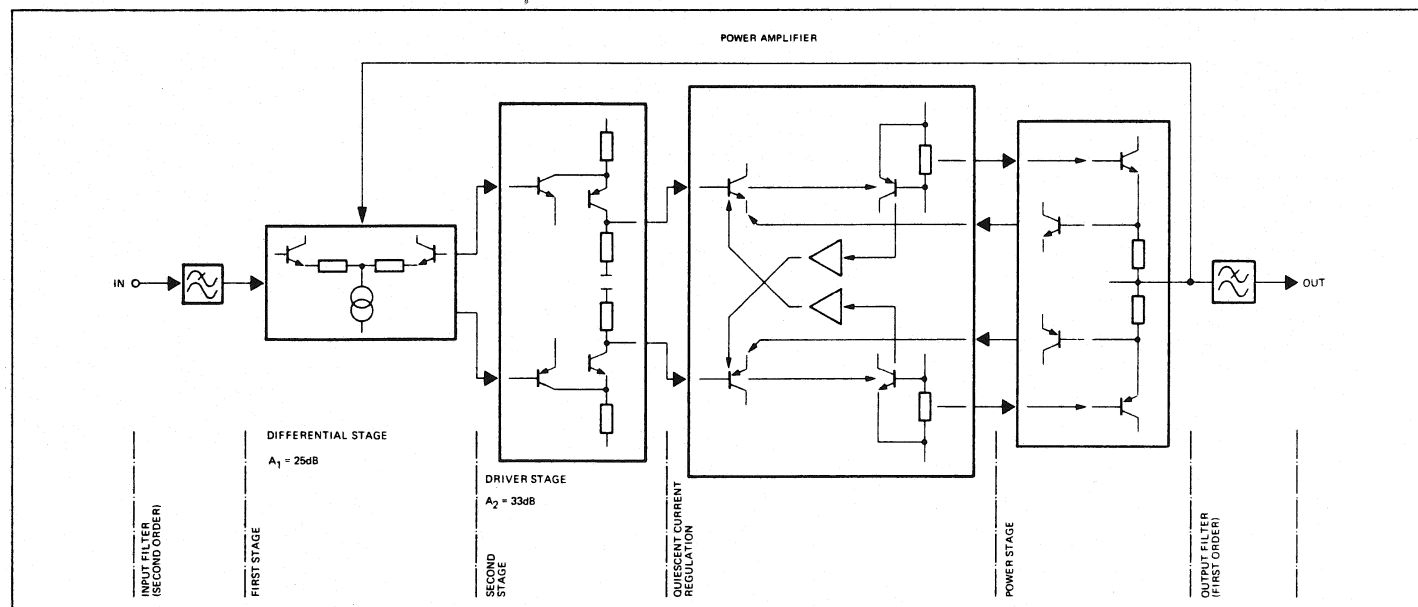 POWER AMPLIFIER
IN
OUT
DIFFERENTIAL STAGE
A1 = 25dB
DRIVER STAGE
A2 = 33dB
INPUT FILTER
(SECOND ORDER)
FIRST STAGE
SECOND
STAGE
QUIESCENT CURRENT
REGULATION
POWER STAGE
OUTPUT FILTER
(FIRST ORDER)